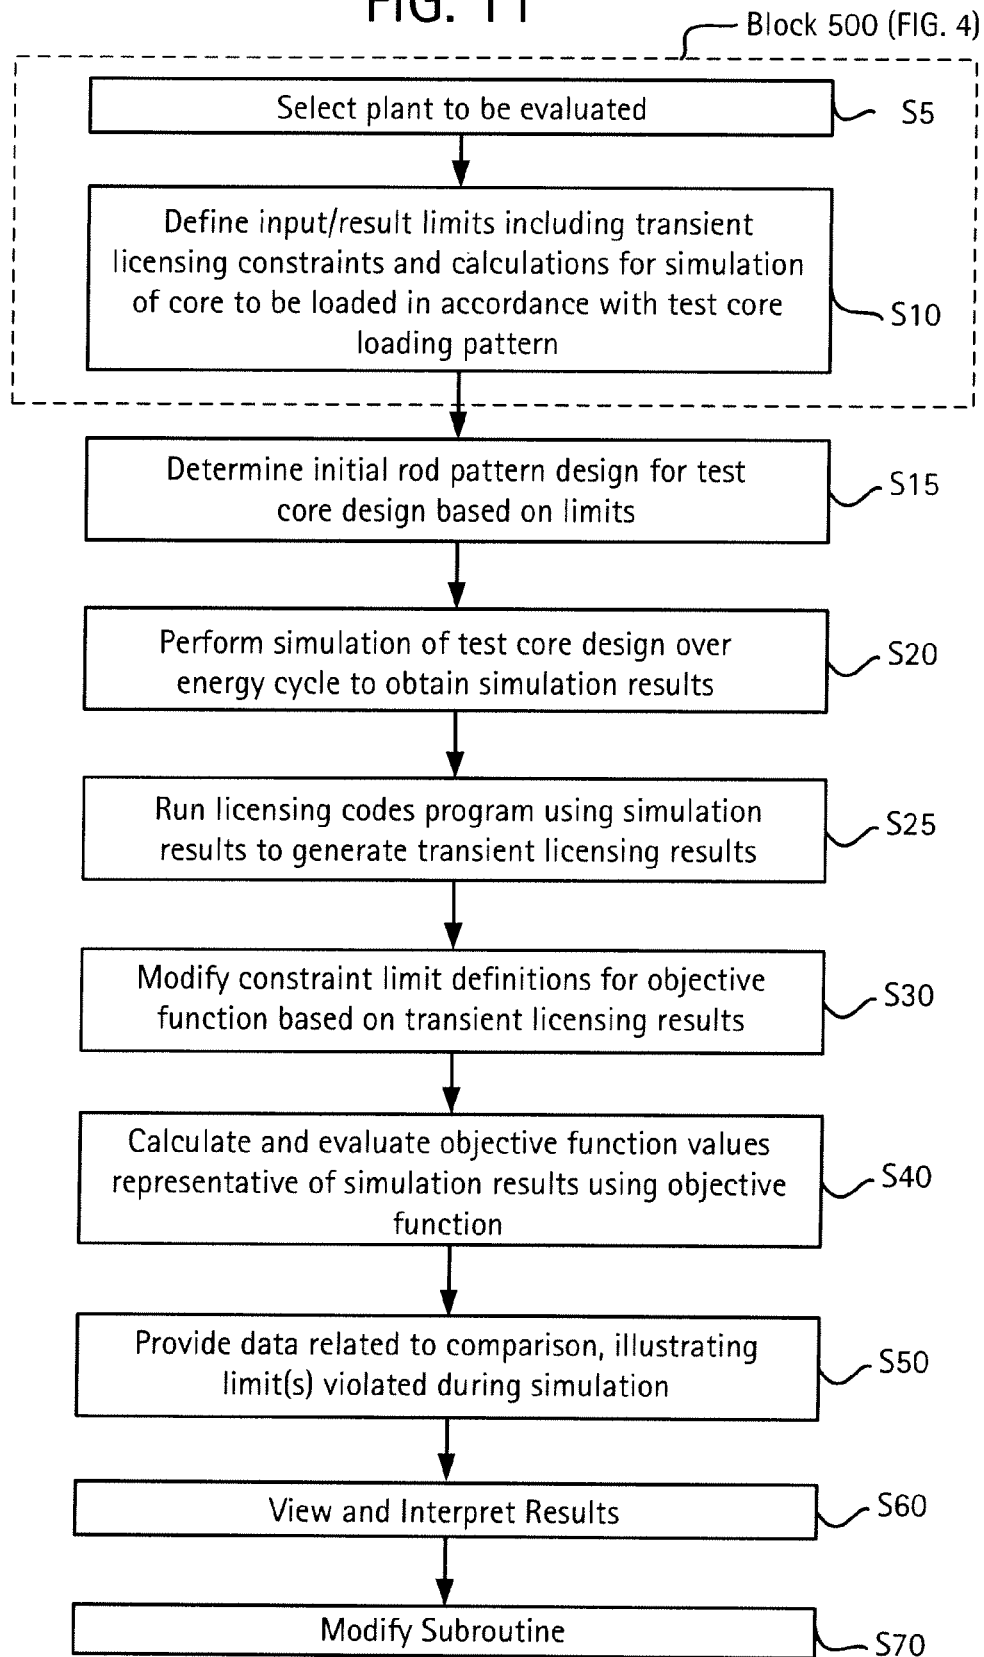 FIG. 11
Block 500 (FIG. 4)
Select plant to be evaluated
S5
Define input/result limits including transient
licensing constraints and calculations for simulation
of core to be loaded in accordance with test core
loading pattern
S10
Determine initial rod pattern design for test
core design based on limits
S15
Perform simulation of test core design over
energy cycle to obtain simulation results
S20
Run licensing codes program using simulation
results to generate transient licensing results
S25
Modify constraint limit definitions for objective
function based on transient licensing results
S30
Calculate and evaluate objective function values
representative of simulation results using objective
function
S40
Provide data related to comparison, illustrating
limit(s) violated during simulation
S50
View and Interpret Results
S60
Modify Subroutine
S70